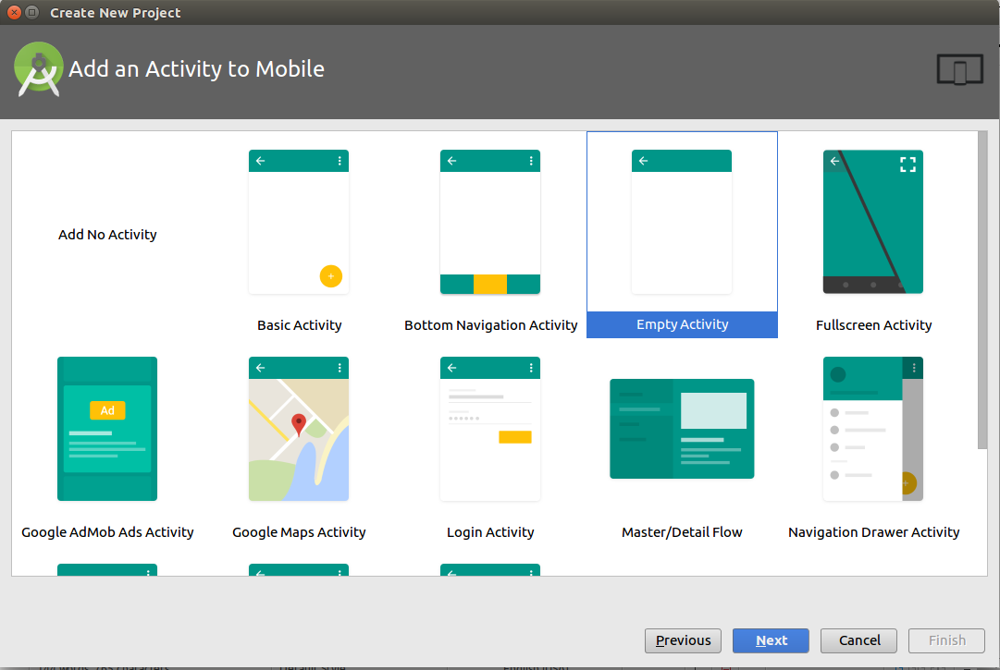 Create New Project
Add an Activity to Mobile
Add No Activity
Basic Activity
Bottom Navigation Activity
Empty Activity
Fullscreen Activity
Ad
Google AdMob Ads Activity
Google Maps Activity
Login Activity
Master/Detail Flow
Navigation Drawer Activity
Previous
Next
Cancel
Finish